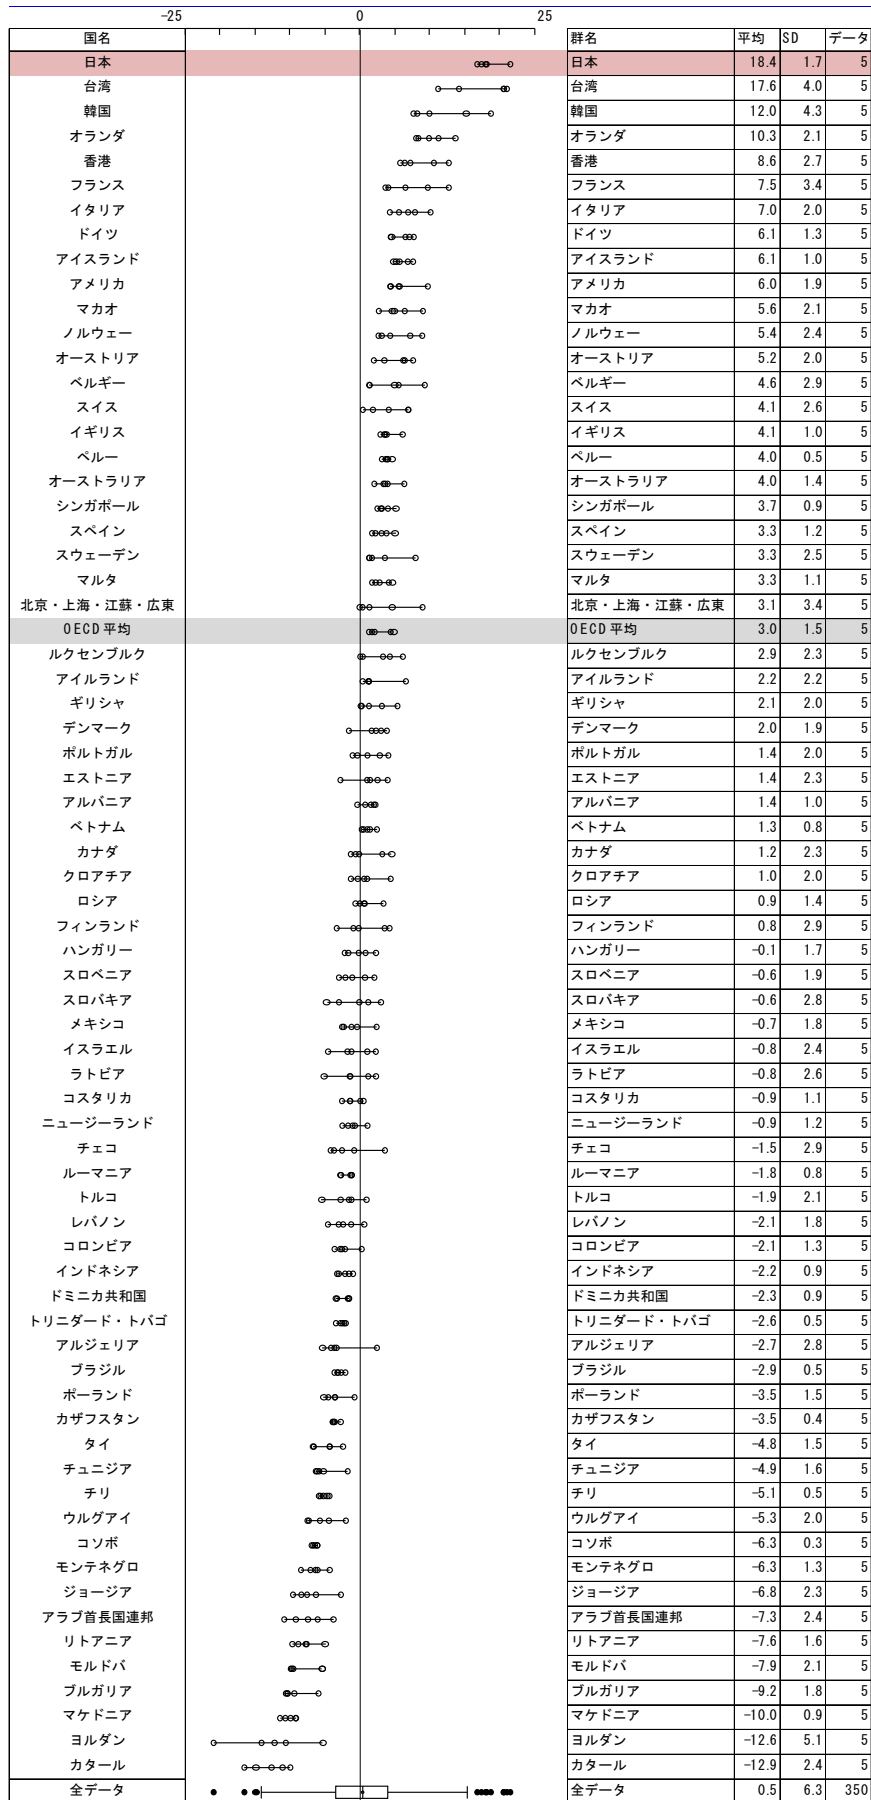 -25 0 25
国名 群名 平均 SD データ
日本 日本 18.4 1.7 5
台湾 台湾 17.6 4.0 5
韓国 韓国 12.0 4.3 5
オランダ オランダ 10.3 2.1 5
香港 香港 8.6 2.7 5
フランス フランス 7.5 3.4 5
イタリア イタリア 7.0 2.0 5
ドイツ ドイツ 6.1 1.3 5
アイスランド アイスランド 6.1 1.0 5
アメリカ アメリカ 6.0 1.9 5
マカオ マカオ 5.6 2.1 5
ノルウェー ノルウェー 5.4 2.4 5
オーストリア オーストリア 5.2 2.0 5
ベルギー ベルギー 4.6 2.9 5
スイス スイス 4.1 2.6 5
イギリス イギリス 4.1 1.0 5
ペルー ペルー 4.0 0.5 5
オーストラリア オーストラリア 4.0 1.4 5
シンガポール シンガポール 3.7 0.9 5
スペイン スペイン 3.3 1.2 5
スウェーデン スウェーデン 3.3 2.5 5
マルタ マルタ 3.3 1.1 5
北京・上海・江蘇・広東 北京・上海・江蘇・広東 3.1 3.4 5
OECD平均 OECD平均 3.0 1.5 5
ルクセンブルク ルクセンブルク 2.9 2.3 5
アイルランド アイルランド 2.2 2.2 5
ギリシャ ギリシャ 2.1 2.0 5
デンマーク デンマーク 2.0 1.9 5
ポルトガル ポルトガル 1.4 2.0 5
エストニア エストニア 1.4 2.3 5
アルバニア アルバニア 1.4 1.0 5
ベトナム ベトナム 1.3 0.8 5
カナダ カナダ 1.2 2.3 5
クロアチア クロアチア 1.0 2.0 5
ロシア ロシア 0.9 1.4 5
フィンランド フィンランド 0.8 2.9 5
ハンガリー ハンガリー -0.1 1.7 5
スロベニア スロベニア -0.6 1.9 5
スロバキア スロバキア -0.6 2.8 5
メキシコ メキシコ -0.7 1.8 5
イスラエル イスラエル -0.8 2.4 5
ラトビア ラトビア -0.8 2.6 5
コスタリカ コスタリカ -0.9 1.1 5
ニュージーランド ニュージーランド -0.9 1.2 5
チェコ チェコ -1.5 2.9 5
ルーマニア ルーマニア -1.8 0.8 5
トルコ トルコ -1.9 2.1 5
レバノン レバノン -2.1 1.8 5
コロンビア コロンビア -2.1 1.3 5
インドネシア インドネシア -2.2 0.9 5
ドミニカ共和国 ドミニカ共和国 -2.3 0.9 5
トリニダード・トバゴ トリニダード・トバゴ -2.6 0.5 5
アルジェリア アルジェリア -2.7 2.8 5
ブラジル ブラジル -2.9 0.5 5
ポーランド ポーランド -3.5 1.5 5
カザフスタン カザフスタン -3.5 0.4 5
タイ タイ -4.8 1.5 5
チュニジア チュニジア -4.9 1.6 5
チリ チリ -5.1 0.5 5
ウルグアイ ウルグアイ -5.3 2.0 5
コソボ コソボ -6.3 0.3 5
モンテネグロ モンテネグロ -6.3 1.3 5
ジョージア ジョージア -6.8 2.3 5
アラブ首長国連邦 アラブ首長国連邦 -7.3 2.4 5
リトアニア リトアニア -7.6 1.6 5
モルドバ モルドバ -7.9 2.1 5
ブルガリア ブルガリア -9.2 1.8 5
マケドニア マケドニア -10.0 0.9 5
ヨルダン ヨルダン -12.6 5.1 5
カタール カタール -12.9 2.4 5
全データ 全データ 0.5 6.3 350